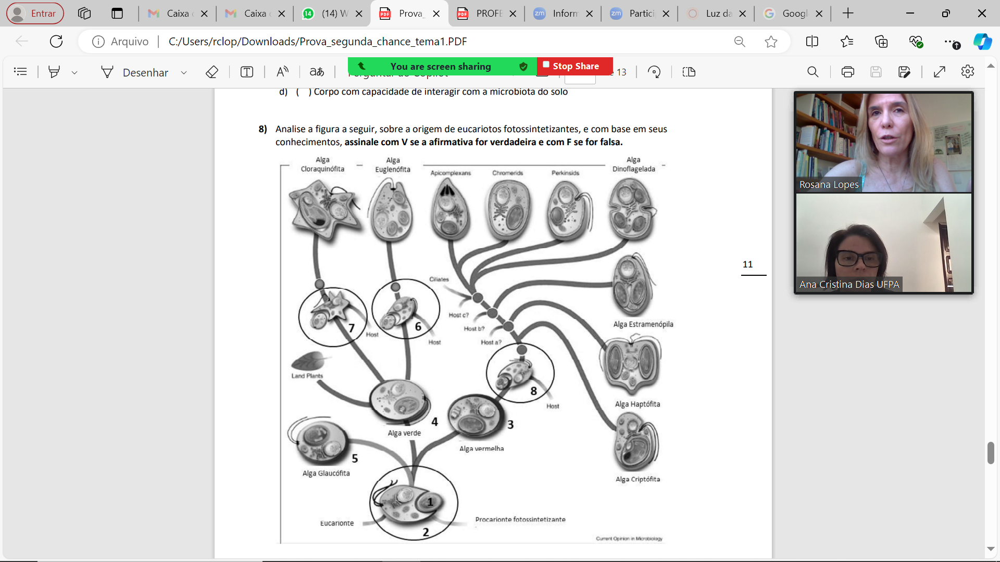 Entrar
Caixa
Caixa
(14) W
Prova_
PROFE
Inform
Partici
Luz da
Googl
Arquivo
C:/Users/rclop/Downloads/Prova_segunda_chance_tema1.PDF
Desenhar
You are screen sharing
Stop Share
13
d) ( ) Corpo com capacidade de interagir com a microbiota do solo
8) Analise a figura a seguir, sobre a origem de eucariotos fotossintetizantes, e com base em seus
conhecimentos, assinale com V se a afirmativa for verdadeira e com F se for falsa.
Alga
Cloraquinófita
Alga
Euglenófita
Apicomplexans
Chromerids
Perkinsids
Alga
Dinoflagelada
Ciliates
Host c?
Host b?
Host a?
Alga Estramenópila
7
Host
6
Host
8
Host
Land Plants
Alga Haptófita
4
Alga verde
3
Alga vermelha
5
Alga Glaucófita
Alga Criptófita
1
Eucarionte
Procarionte fotossintetizante
2
Current Opinion in Microbiology
11
Rosana Lopes
Ana Cristina Dias UFPA